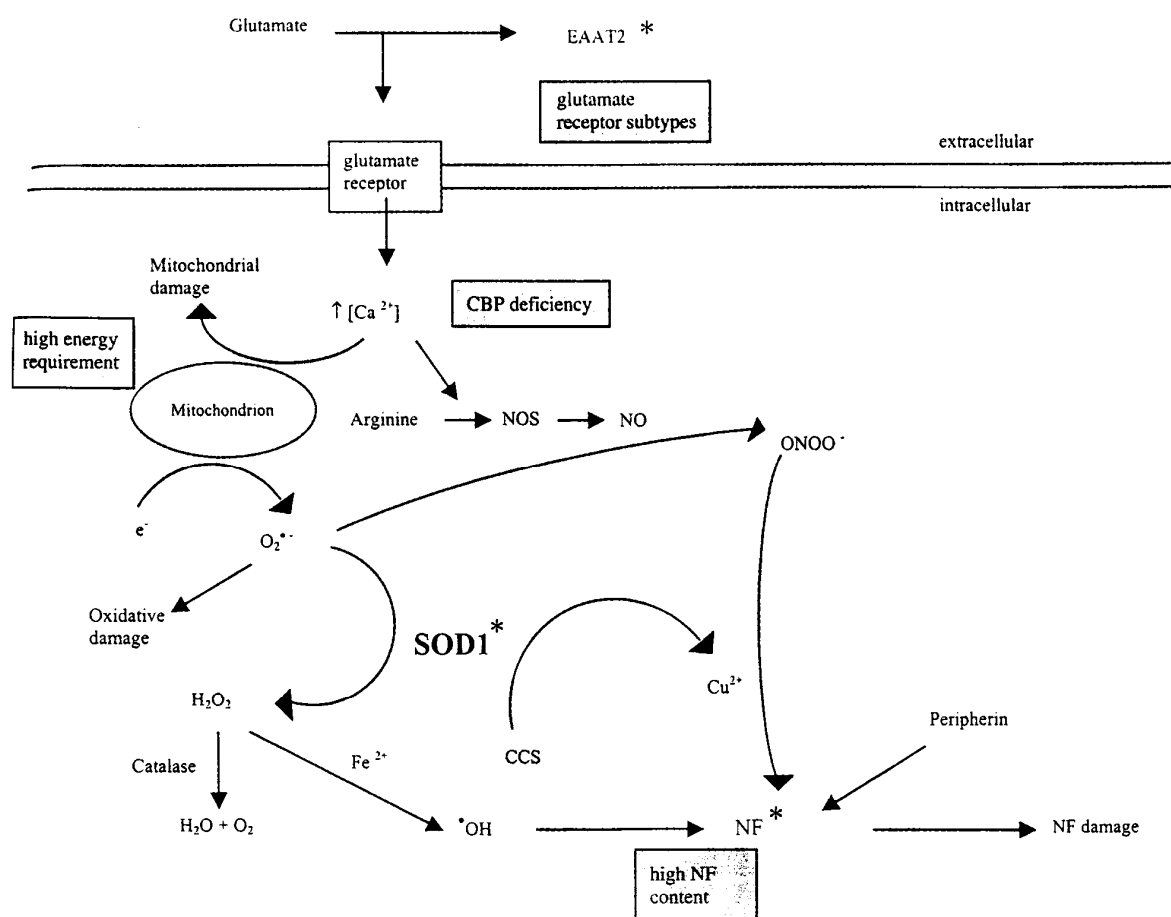 Glutamate
EAAT2 *
glutamate
receptor subtypes
extracellular
glutamate
receptor
intracellular
Mitochondrial
damage
↑ [Ca 2+]
CBP deficiency
high energy
requirement
Mitochondrion
Arginine
NOS
NO
ONOO -
e-
O2•-
Oxidative
damage
SOD1*
Cu2+
H2O2
Peripherin
Catalase
Fe 2+
CCS
H2O + O2
•OH
NF *
NF damage
high NF
content